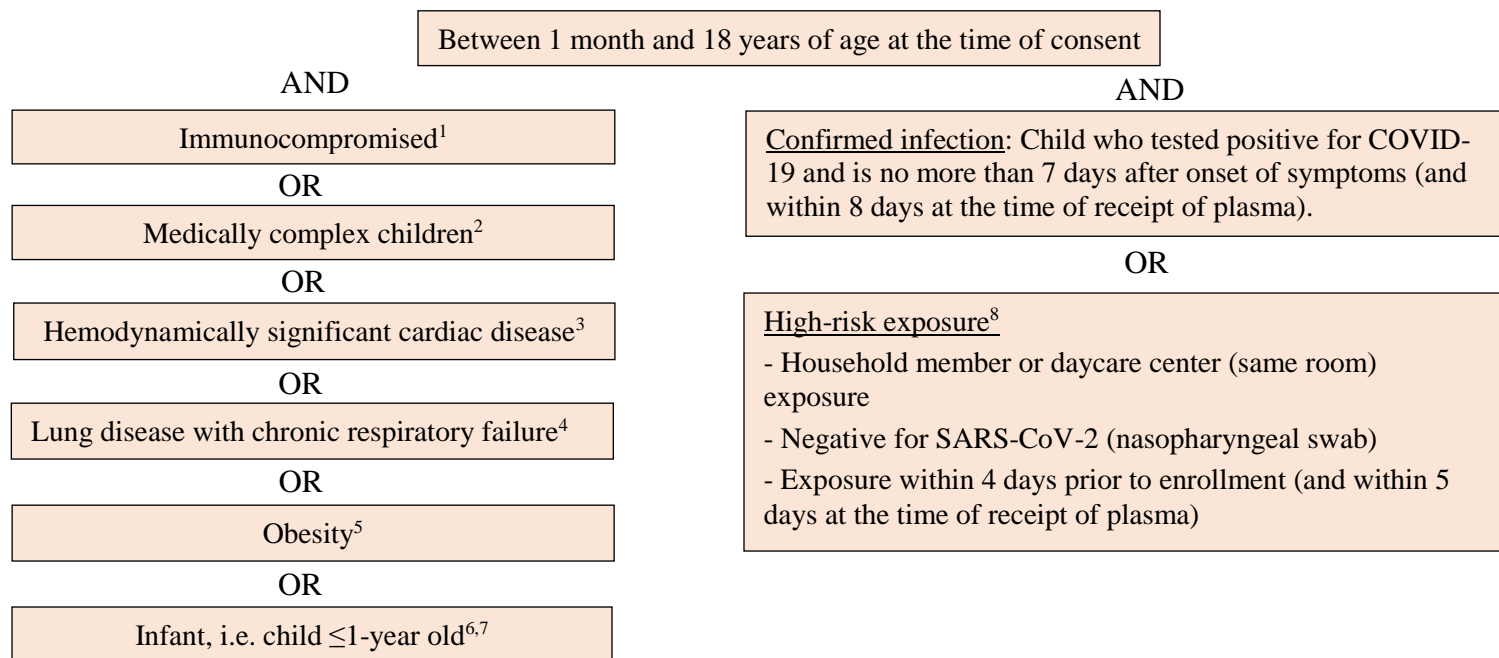 Between 1 month and 18 years of age at the time of consent
AND
Immunocompromised¹
OR
Medically complex children²
OR
Hemodynamically significant cardiac disease³
OR
Lung disease with chronic respiratory failure⁴
OR
Obesity⁵
OR
Infant, i.e. child ≤1-year old⁶,⁷
AND
Confirmed infection: Child who tested positive for COVID-
19 and is no more than 7 days after onset of symptoms (and
within 8 days at the time of receipt of plasma).
OR
High-risk exposure⁸
- Household member or daycare center (same room)
exposure
- Negative for SARS-CoV-2 (nasopharyngeal swab)
- Exposure within 4 days prior to enrollment (and within 5
days at the time of receipt of plasma)